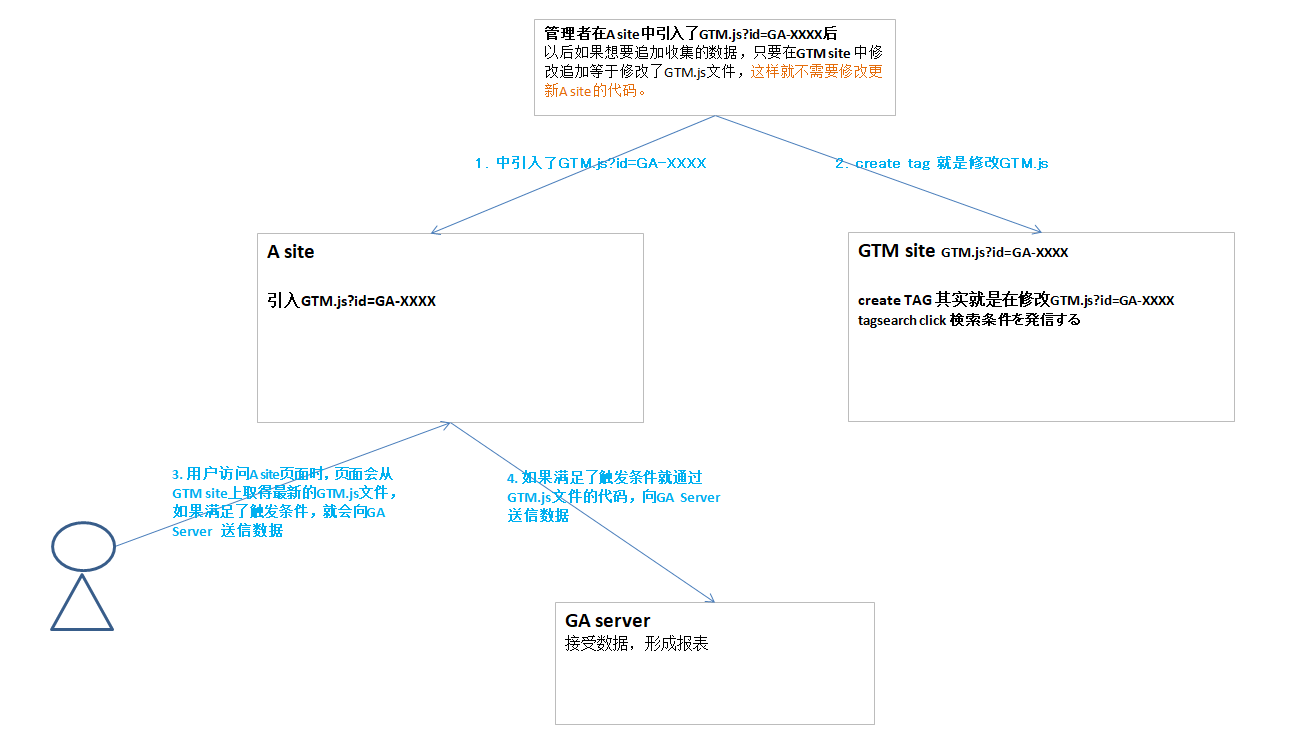 管理者在A site中引入了GTM.js?id=GA-XXXX后
以后如果想要追加收集的数据，只要在GTM site 中修
改追加等于修改了GTM.js文件，这样就不需要修改更
新A site的代码。
1. 中引入了GTM.js?id=GA-XXXX
2. create tag 就是修改GTM.js
A site
引入GTM.js?id=GA-XXXX
GTM site GTM.js?id=GA-XXXX
create TAG 其实就是在修改GTM.js?id=GA-XXXX
tagsearch click 検索条件を発信する
3. 用户访问A site页面时，页面会从
GTM site上取得最新的GTM.js文件，
如果满足了触发条件，就会向GA
Server 送信数据
4. 如果满足了触发条件就通过
GTM.js文件的代码，向GA Server
送信数据
GA server
接受数据，形成报表